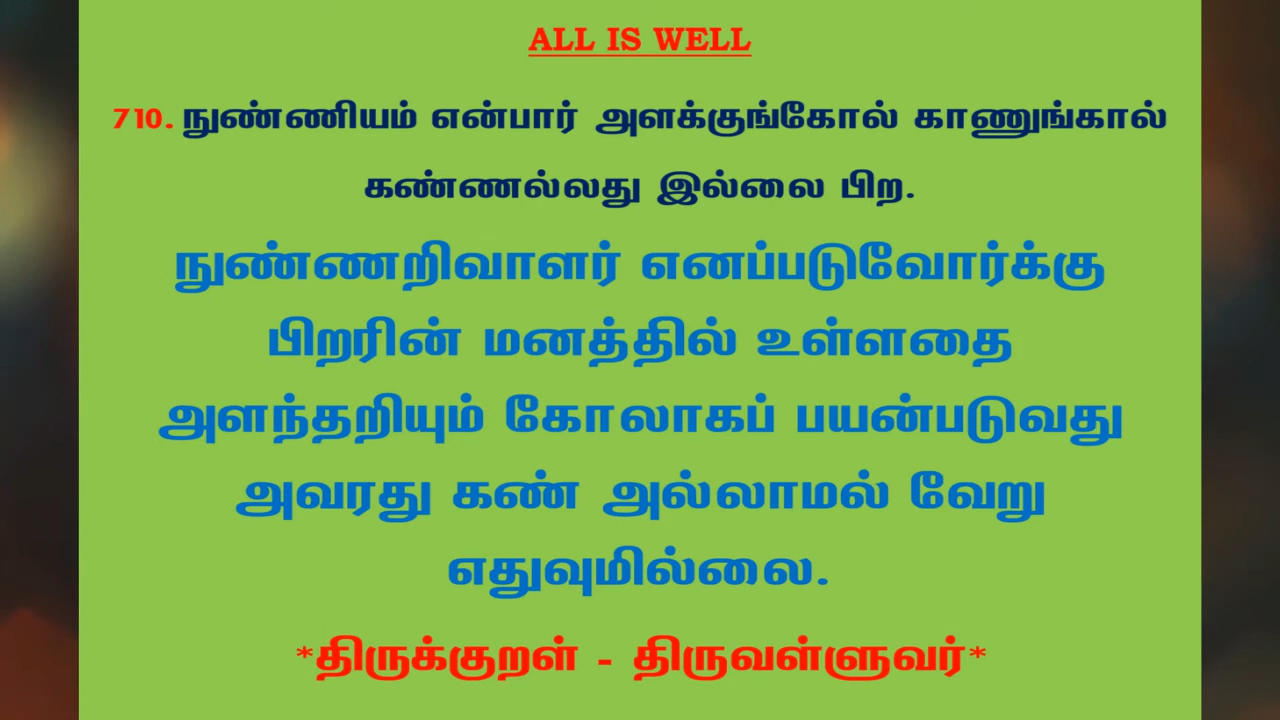 ALL IS WELL
710. நுண்ணியம் என்பார் அளக்குங்கோல் காணுங்கால்
கண்ணல்லது இல்லை பிற.
நுண்ணறிவாளர் எனப்படுவோர்க்கு
பிறரின் மனத்தில் உள்ளதை
அளந்தறியும் கோலாகப் பயன்படுவது
அவரது கண் அல்லாமல் வேறு
எதுவுமில்லை.
*திருக்குறள் - திருவள்ளுவர்*